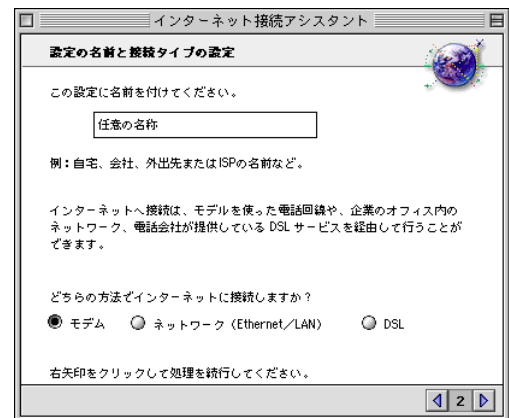 インターネット接続アシスタント
設定の名前と接続タイプの設定
この設定に名前を付けてください。
任意の名称
例：自宅、会社、外出先またはISPの名前など。
インターネットへ接続は、モデルを使った電話回線や、企業のオフィス内の
ネットワーク、電話会社が提供している DSL サービスを経由して行うことが
できます。
どちらの方法でインターネットに接続しますか？
モデム ネットワーク（Ethernet／LAN） DSL
右矢印をクリックして処理を続行してください。
2